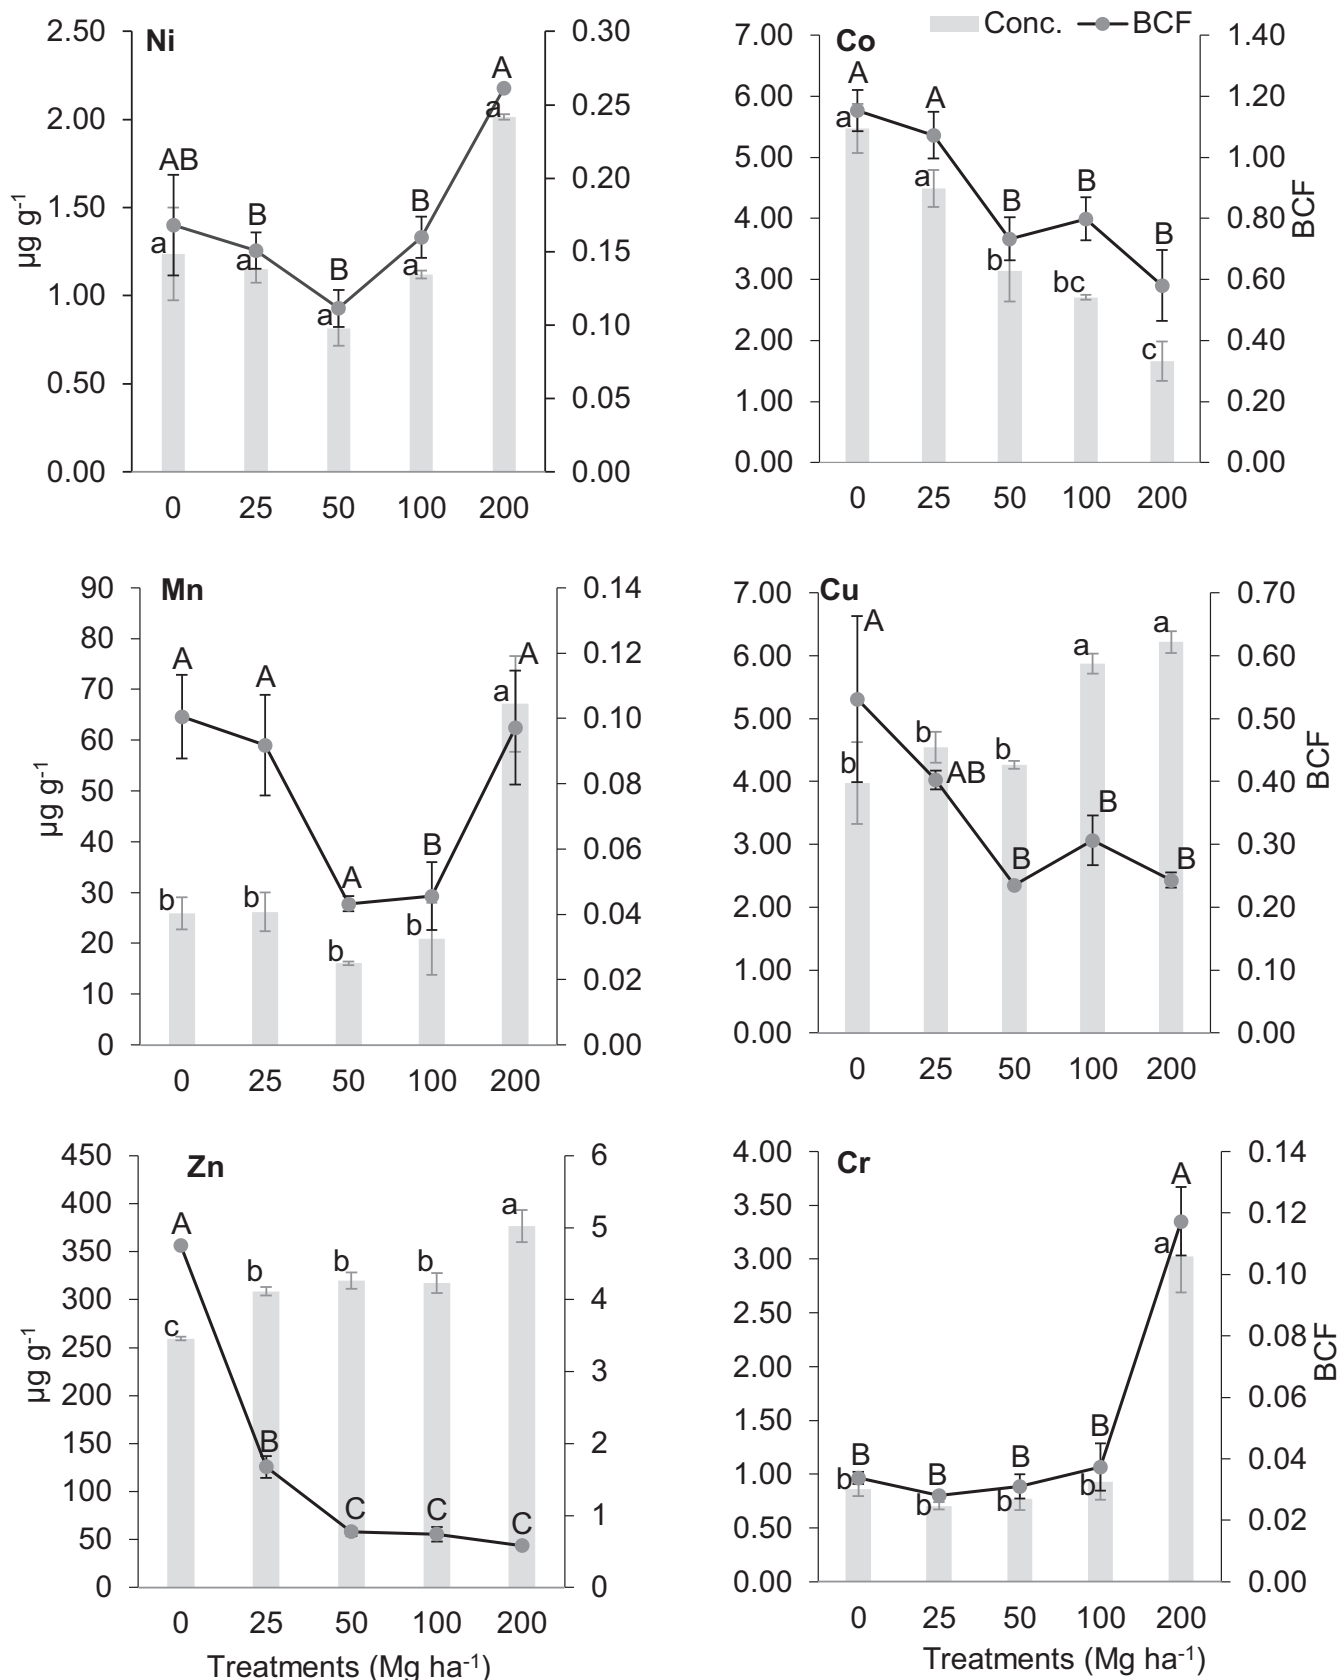 Conc. BCF
Ni
2.50
2.00
1.50
1.00
0.50
0.00
µg g⁻¹
0.30
0.25
0.20
0.15
0.10
0.05
0.00
AB B B B A
a a a a a
0 25 50 100 200
Co
7.00
6.00
5.00
4.00
3.00
2.00
1.00
0.00
1.40
1.20
1.00
0.80
0.60
0.40
0.20
0.00
BCF
A A B B B
a a b bc c
0 25 50 100 200
Mn
90
80
70
60
50
40
30
20
10
0
µg g⁻¹
0.14
0.12
0.10
0.08
0.06
0.04
0.02
0.00
A A A B A
b b b b a
0 25 50 100 200
Cu
7.00
6.00
5.00
4.00
3.00
2.00
1.00
0.00
0.70
0.60
0.50
0.40
0.30
0.20
0.10
0.00
BCF
A AB B B B
b b b a a
0 25 50 100 200
Zn
450
400
350
300
250
200
150
100
50
0
µg g⁻¹
6
5
4
3
2
1
0
A B C C C
c b b b a
0 25 50 100 200
Treatments (Mg ha⁻¹)
Cr
4.00
3.50
3.00
2.50
2.00
1.50
1.00
0.50
0.00
0.14
0.12
0.10
0.08
0.06
0.04
0.02
0.00
BCF
B B B B A
b b b b a
0 25 50 100 200
Treatments (Mg ha⁻¹)